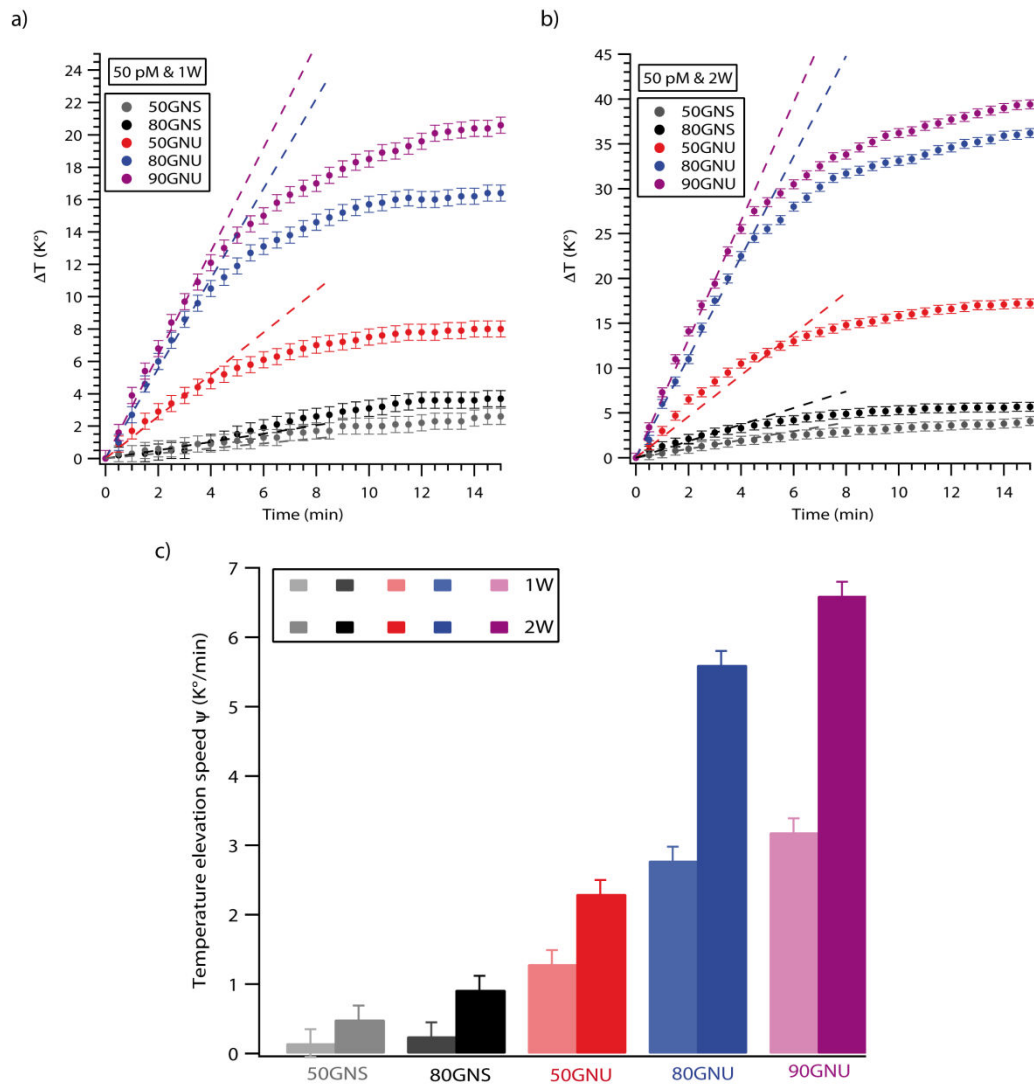 a)
50 pM & 1W
50GNS
80GNS
50GNU
80GNU
90GNU
ΔT (K°)
24
22
20
18
16
14
12
10
8
6
4
2
0
0 2 4 6 8 10 12 14
Time (min)
b)
50 pM & 2W
50GNS
80GNS
50GNU
80GNU
90GNU
ΔT (K°)
45
40
35
30
25
20
15
10
5
0
0 2 4 6 8 10 12 14
Time (min)
c)
1W
2W
Temperature elevation speed ψ (K°/min)
7
6
5
4
3
2
1
0
50GNS 80GNS 50GNU 80GNU 90GNU